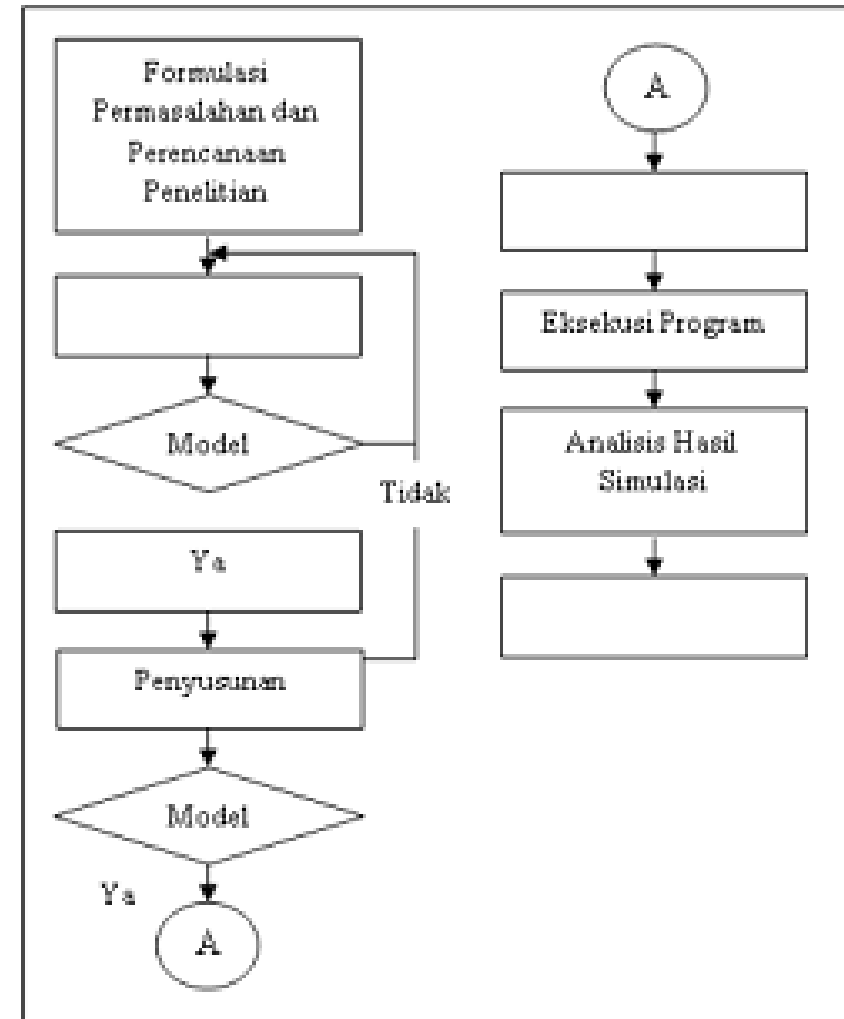 Formulasi
Permasalahan dan
Perencanaan
Penelitian
Model
Tidak
Ya
Penyusunan
Model
Ya
A
A
Eksekusi Program
Analisis Hasil
Simulasi